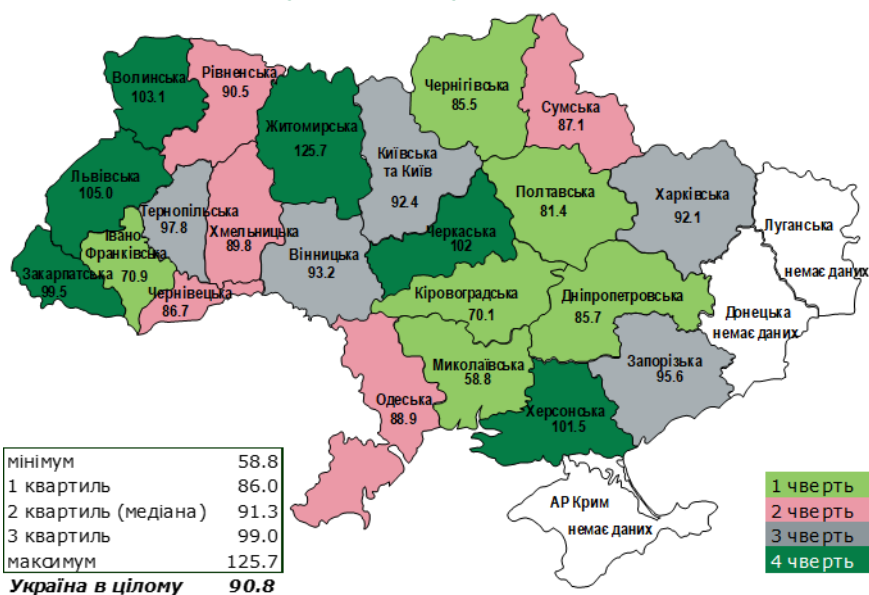 Волинська
103.1
Рівненська
90.5
Житомирська
125.7
Київська
та Київ
92.4
Чернігівська
85.5
Сумська
87.1
Львівська
105.0
Тернопільська
97.8
Хмельницька
89.8
Вінницька
93.2
Черкаська
102
Полтавська
81.4
Харківська
92.1
Луганська
немає даних
Івано
Франківська
70.9
Закарпатська
99.5
Чернівецька
86.7
Кіровоградська
70.1
Дніпропетровська
85.7
Донецька
немає даних
Миколаївська
58.8
Запорізька
95.6
Одеська
88.9
Херсонська
101.5
АР Крим
немає даних
мінімум 58.8
1 квартиль 86.0
2 квартиль (медіана) 91.3
3 квартиль 99.0
максимум 125.7
Україна в цілому 90.8
1 чверть
2 чверть
3 чверть
4 чверть